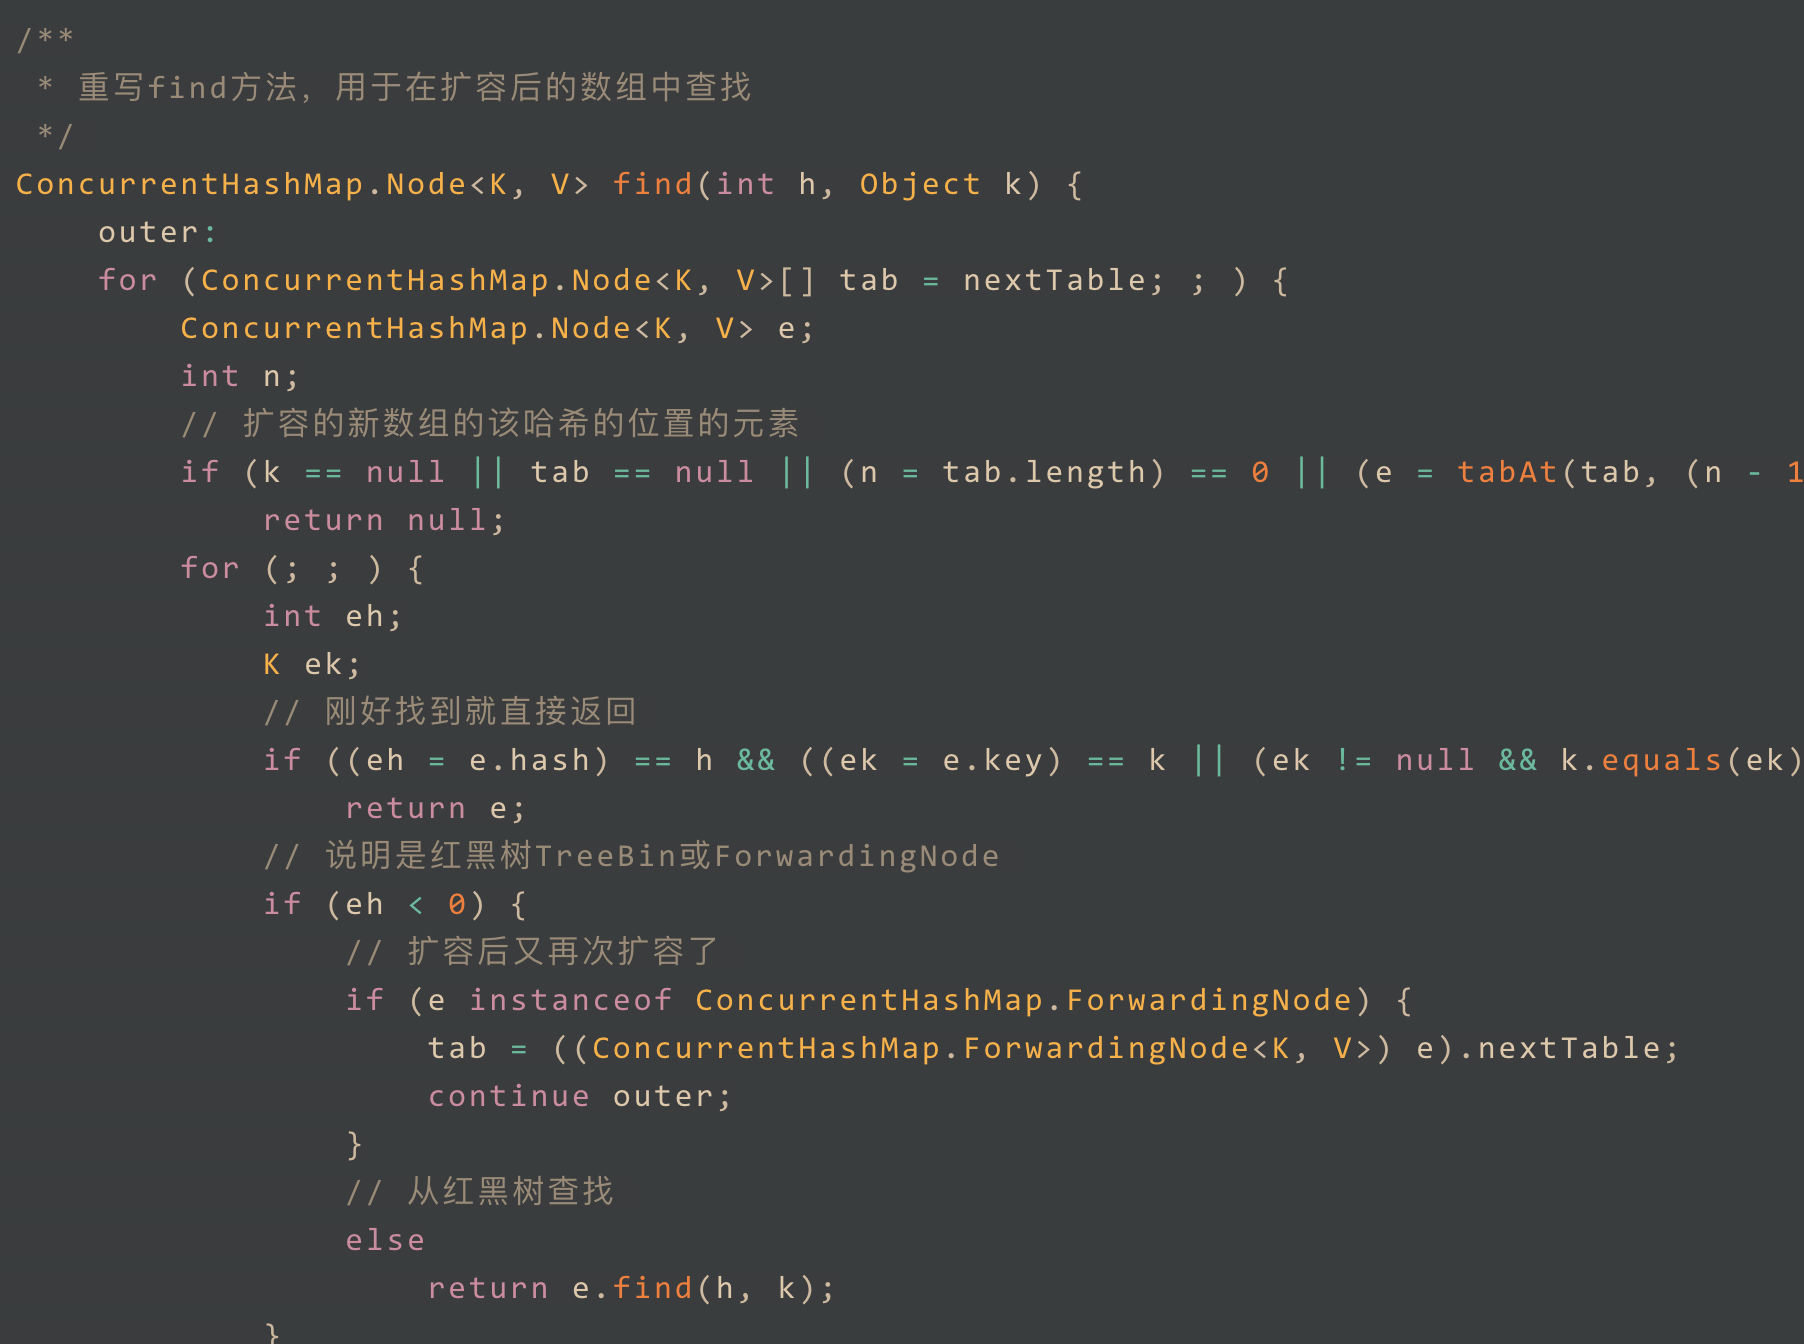 /**
 * 重写find方法，用于在扩容后的数组中查找
 */
ConcurrentHashMap.Node<K, V> find(int h, Object k) {
    outer:
    for (ConcurrentHashMap.Node<K, V>[] tab = nextTable; ; ) {
        ConcurrentHashMap.Node<K, V> e;
        int n;
        // 扩容的新数组的该哈希的位置的元素
        if (k == null || tab == null || (n = tab.length) == 0 || (e = tabAt(tab, (n - 1
            return null;
        for (; ; ) {
            int eh;
            K ek;
            // 刚好找到就直接返回
            if ((eh = e.hash) == h && ((ek = e.key) == k || (ek != null && k.equals(ek)
                return e;
            // 说明是红黑树TreeBin或ForwardingNode
            if (eh < 0) {
                // 扩容后又再次扩容了
                if (e instanceof ConcurrentHashMap.ForwardingNode) {
                    tab = ((ConcurrentHashMap.ForwardingNode<K, V>) e).nextTable;
                    continue outer;
                }
                // 从红黑树查找
                else
                    return e.find(h, k);
            }